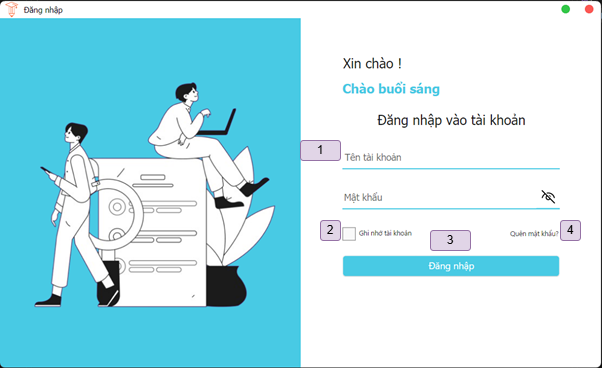 Đăng nhập
Xin chào !
Chào buổi sáng
Đăng nhập vào tài khoản
1
Tên tài khoản
Mật khẩu
2
Ghi nhớ tài khoản
3
Quên mật khẩu?
4
Đăng nhập